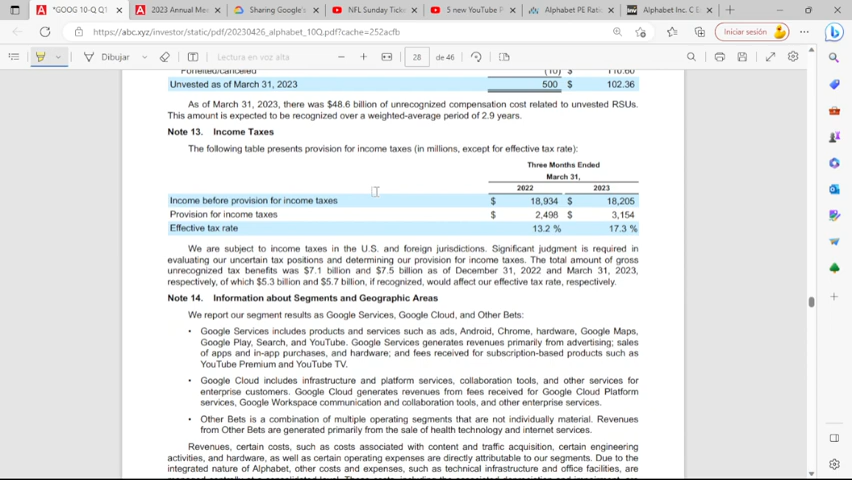 *GOOG 10-Q Q1
2023 Annual Me
Sharing Google's
NFL Sunday Ticke
5 new YouTube P
Alphabet PE Rati
Alphabet Inc. C E
https://abc.xyz/investor/static/pdf/20230426_alphabet_10Q.pdf?cache=252acfb
Iniciar sesión
Dibujar
Lectura en voz alta
28
de 46
Forfeited/canceled (10) $ 110.60
Unvested as of March 31, 2023 500 $ 102.36
As of March 31, 2023, there was $48.6 billion of unrecognized compensation cost related to unvested RSUs.
This amount is expected to be recognized over a weighted-average period of 2.9 years.
Note 13. Income Taxes
The following table presents provision for income taxes (in millions, except for effective tax rate):
Three Months Ended
March 31,
2022 2023
Income before provision for income taxes $ 18,934 $ 18,205
Provision for income taxes $ 2,498 $ 3,154
Effective tax rate 13.2 % 17.3 %
We are subject to income taxes in the U.S. and foreign jurisdictions. Significant judgment is required in
evaluating our uncertain tax positions and determining our provision for income taxes. The total amount of gross
unrecognized tax benefits was $7.1 billion and $7.5 billion as of December 31, 2022 and March 31, 2023,
respectively, of which $5.3 billion and $5.7 billion, if recognized, would affect our effective tax rate, respectively.
Note 14. Information about Segments and Geographic Areas
We report our segment results as Google Services, Google Cloud, and Other Bets:
• Google Services includes products and services such as ads, Android, Chrome, hardware, Google Maps,
Google Play, Search, and YouTube. Google Services generates revenues primarily from advertising; sales
of apps and in-app purchases, and hardware; and fees received for subscription-based products such as
YouTube Premium and YouTube TV.
• Google Cloud includes infrastructure and platform services, collaboration tools, and other services for
enterprise customers. Google Cloud generates revenues from fees received for Google Cloud Platform
services, Google Workspace communication and collaboration tools, and other enterprise services.
• Other Bets is a combination of multiple operating segments that are not individually material. Revenues
from Other Bets are generated primarily from the sale of health technology and internet services.
Revenues, certain costs, such as costs associated with content and traffic acquisition, certain engineering
activities, and hardware, as well as certain operating expenses are directly attributable to our segments. Due to the
integrated nature of Alphabet, other costs and expenses, such as technical infrastructure and office facilities, are